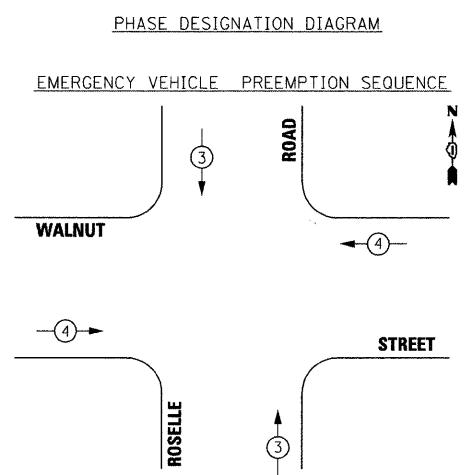 PHASE DESIGNATION DIAGRAM
EMERGENCY VEHICLE PREEMPTION SEQUENCE
N
3
ROAD
WALNUT
4
4
STREET
ROSELLE
3